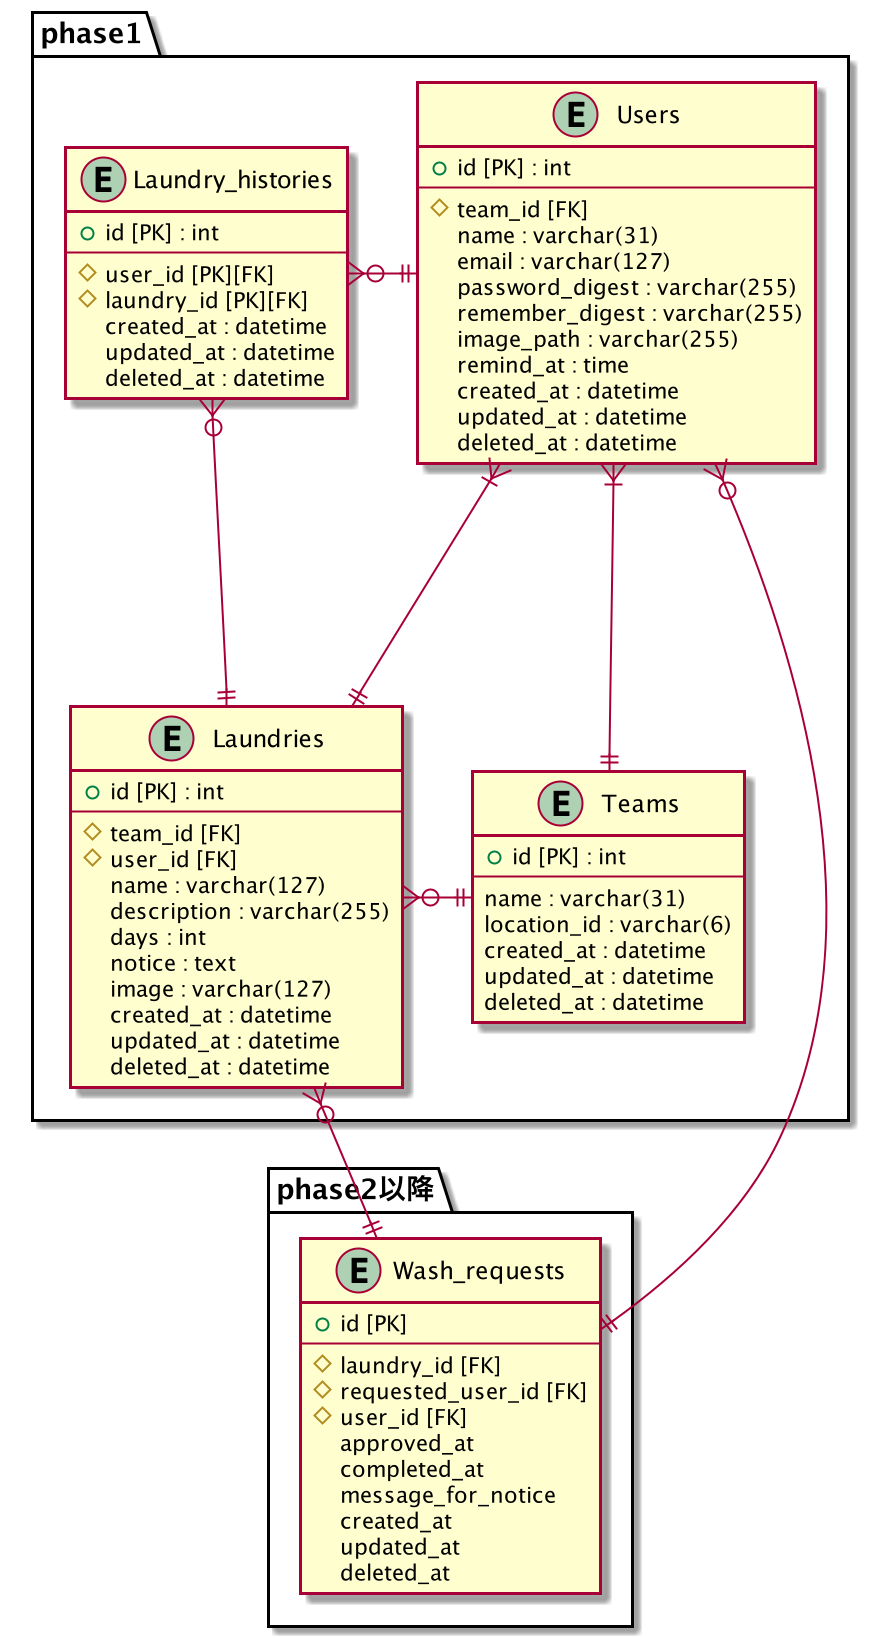 phase1
E Users
id [PK] : int
team_id [FK]
name : varchar(31)
email : varchar(127)
password_digest : varchar(255)
remember_digest : varchar(255)
image_path : varchar(255)
remind_at : time
created_at : datetime
updated_at : datetime
deleted_at : datetime
E Laundry_histories
id [PK] : int
user_id [PK][FK]
laundry_id [PK][FK]
created_at : datetime
updated_at : datetime
deleted_at : datetime
E Laundries
id [PK] : int
team_id [FK]
user_id [FK]
name : varchar(127)
description : varchar(255)
days : int
notice : text
image : varchar(127)
created_at : datetime
updated_at : datetime
deleted_at : datetime
E Teams
id [PK] : int
name : varchar(31)
location_id : varchar(6)
created_at : datetime
updated_at : datetime
deleted_at : datetime
phase2以降
E Wash_requests
id [PK]
laundry_id [FK]
requested_user_id [FK]
user_id [FK]
approved_at
completed_at
message_for_notice
created_at
updated_at
deleted_at